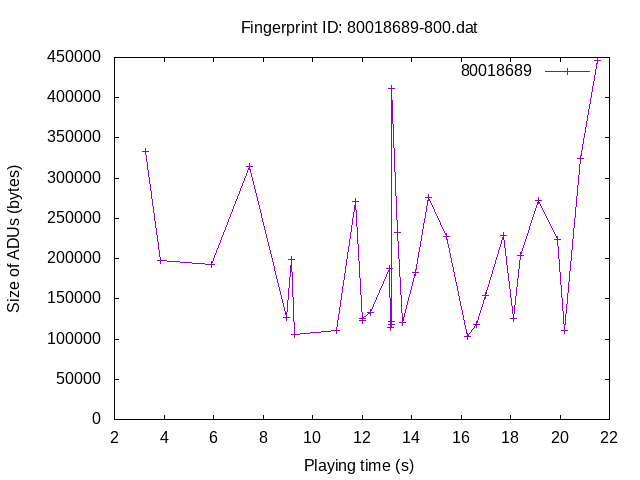 Fingerprint ID: 80018689-800.dat
450000
400000
350000
300000
250000
200000
150000
100000
50000
0
Size of ADUs (bytes)
80018689
2 4 6 8 10 12 14 16 18 20 22
Playing time (s)